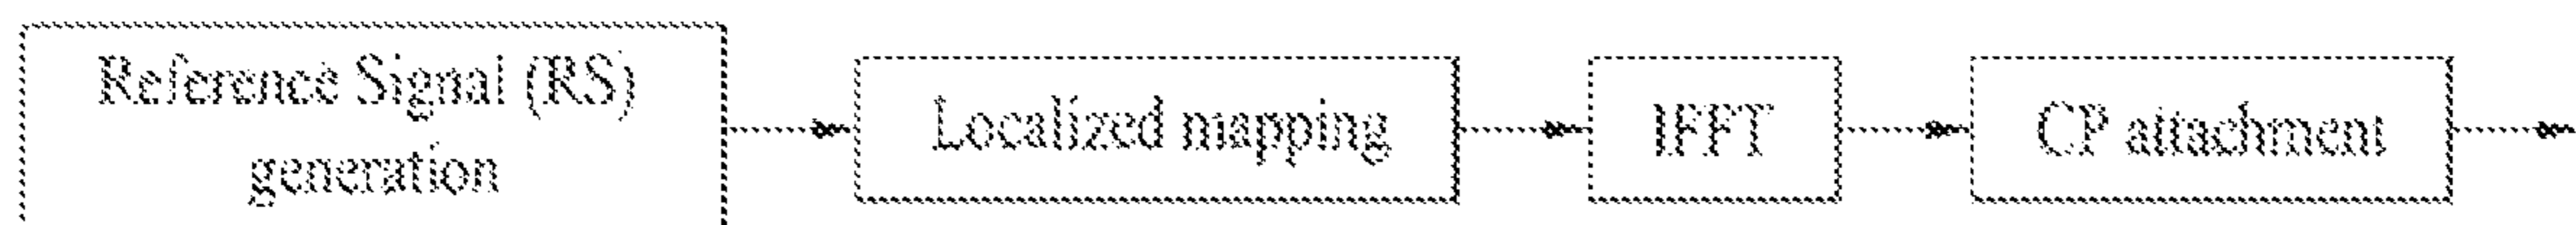 Reference Signal (RS)
generation
Localized mapping
IFFT
CP attachment